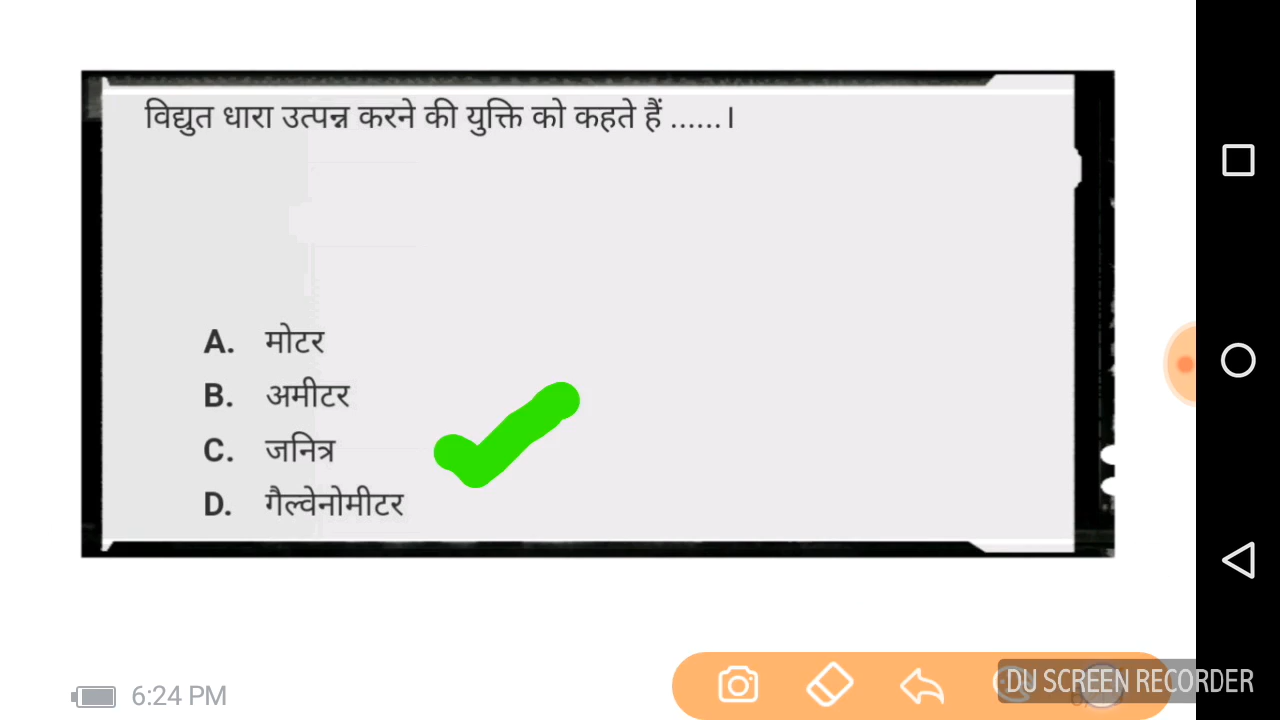 विद्युत धारा उत्पन्न करने की युक्ति को कहते हैं ......।
A. मोटर
B. अमीटर
C. जनित्र
D. गैल्वेनोमीटर
6:24 PM
DU SCREEN RECORDER